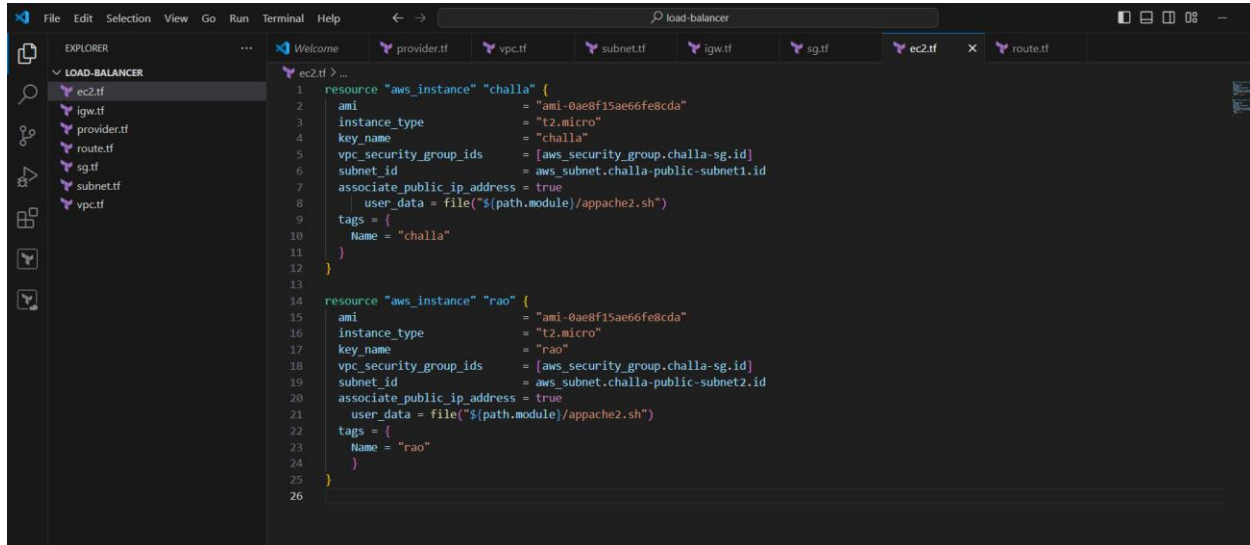 File Edit Selection View Go Run Terminal Help
load-balancer
EXPLORER
LOAD-BALANCER
ec2.tf
igw.tf
provider.tf
route.tf
sg.tf
subnet.tf
vpc.tf
Welcome provider.tf vpc.tf subnet.tf igw.tf sg.tf ec2.tf route.tf
ec2.tf > ...
1 resource "aws_instance" "challa" {
2 ami = "ami-0ae8f15ae66fe8cda"
3 instance_type = "t2.micro"
4 key_name = "challa"
5 vpc_security_group_ids = [aws_security_group.challa-sg.id]
6 subnet_id = aws_subnet.challa-public-subnet1.id
7 associate_public_ip_address = true
8 user_data = file("${path.module}/appache2.sh")
9 tags = {
10 Name = "challa"
11 }
12 }
13
14 resource "aws_instance" "rao" {
15 ami = "ami-0ae8f15ae66fe8cda"
16 instance_type = "t2.micro"
17 key_name = "rao"
18 vpc_security_group_ids = [aws_security_group.challa-sg.id]
19 subnet_id = aws_subnet.challa-public-subnet2.id
20 associate_public_ip_address = true
21 user_data = file("${path.module}/appache2.sh")
22 tags = {
23 Name = "rao"
24 }
25 }
26